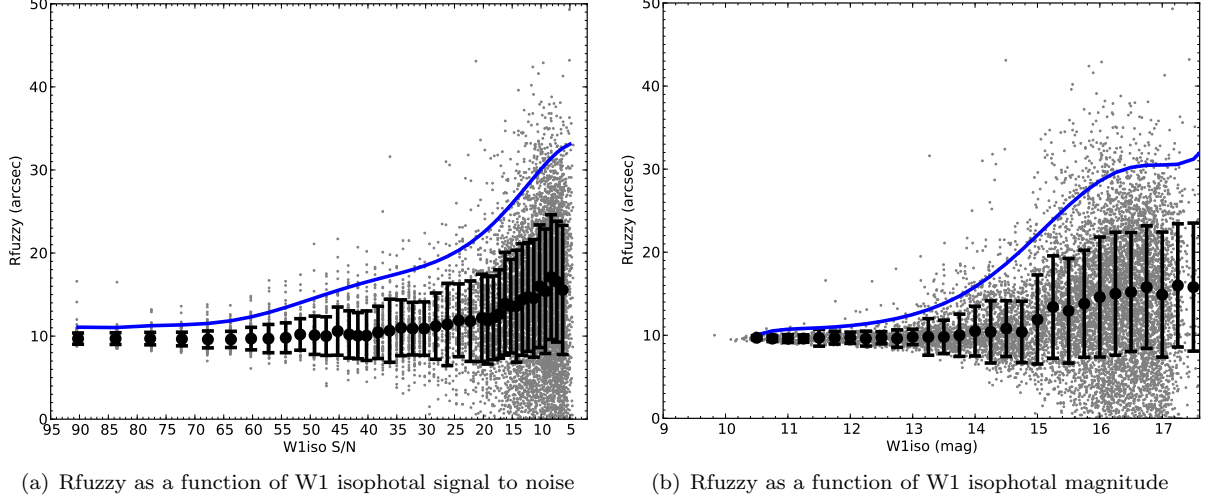 50
40
30
20
10
0
Rfuzzy (arcsec)
95 90 85 80 75 70 65 60 55 50 45 40 35 30 25 20 15 10 5
W1iso S/N
(a) Rfuzzy as a function of W1 isophotal signal to noise
50
40
30
20
10
0
Rfuzzy (arcsec)
9 10 11 12 13 14 15 16 17
W1iso (mag)
(b) Rfuzzy as a function of W1 isophotal magnitude